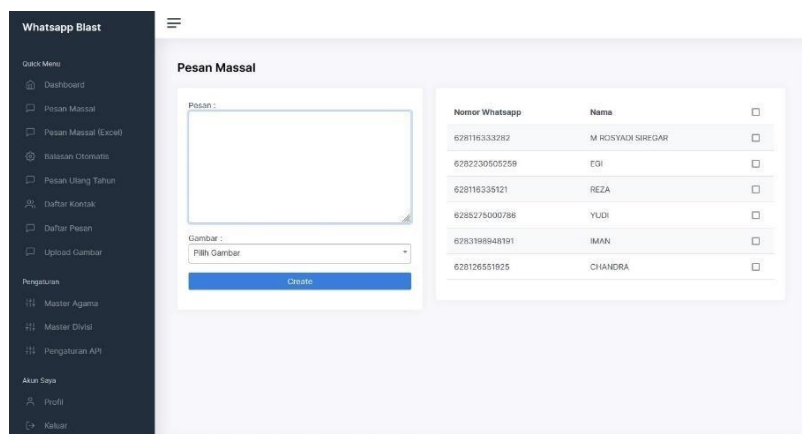 Whatsapp Blast
Quick Menu
Dashboard
Pesan Massal
Pesan Massal (Excel)
Balasan Otomatis
Pesan Ulang Tahun
Daftar Kontak
Daftar Pesan
Upload Gambar
Pengaturan
Master Agama
Master Divisi
Pengaturan API
Akun Saya
Profil
Keluar
Pesan Massal
Pesan :
Gambar :
Pilih Gambar
Create
Nomor Whatsapp Nama
628116333282 M ROSYADI SIREGAR
6282230505259 EGI
628116335121 REZA
6285275000786 YUDI
6283198948191 IMAN
628126551925 CHANDRA